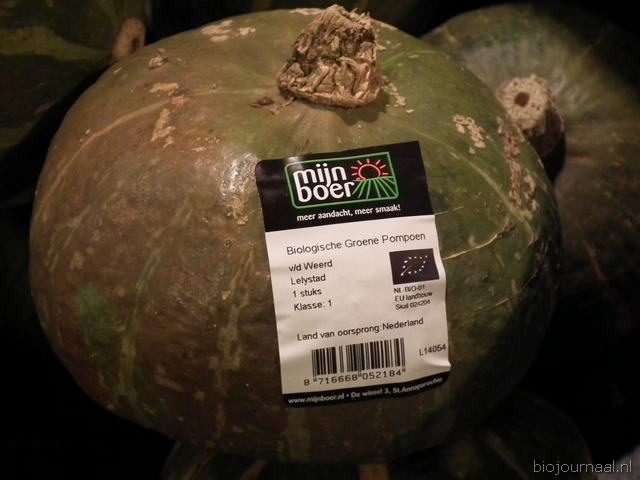 mijn
boer
meer aandacht, meer smaak!
Biologische Groene Pompoen
v/d Weerd
Lelystad
1 stuks
Klasse: 1
NL-BIO-01
EU landbouw
Skal 024204
Land van oorsprong: Nederland
L14054
8 716668 052184
www.mijnboer.nl • De wissel 3, St.Annaparochie
biojournaal.nl